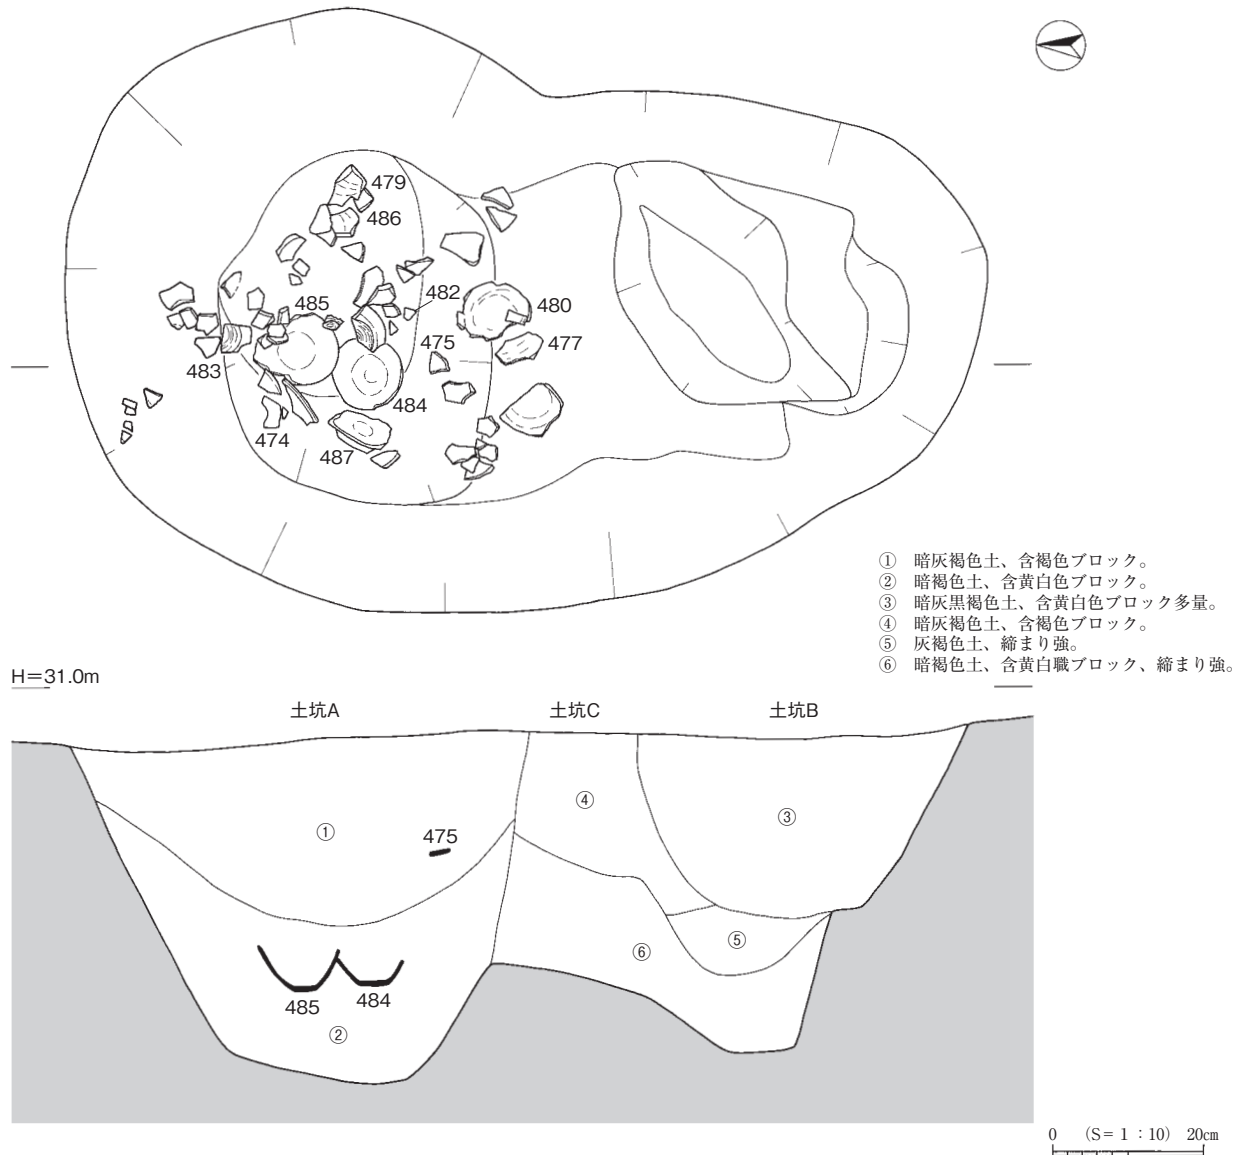 479
486
485
482
480
475
477
483
484
474
487
① 暗灰褐色土、含褐色ブロック。
② 暗褐色土、含黄白色ブロック。
③ 暗灰黒褐色土、含黄白色ブロック多量。
④ 暗灰褐色土、含褐色ブロック。
⑤ 灰褐色土、締まり強。
⑥ 暗褐色土、含黄白職ブロック、締まり強。
H＝31.0m
土坑A 土坑C 土坑B
④
③
① 475
⑤
⑥
485 484
②
0 (S＝1：10) 20cm